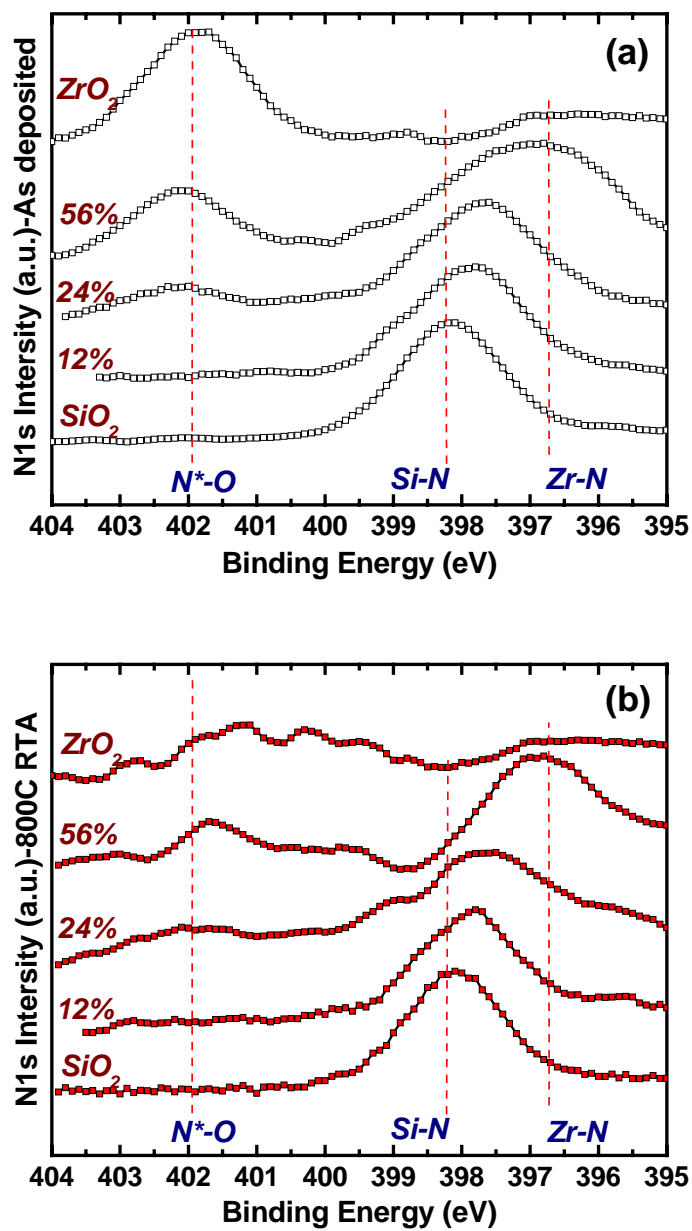 N1s Intersity (a.u.)-As deposited
(a)
ZrO2
56%
24%
12%
SiO2
N*-O Si-N Zr-N
404 403 402 401 400 399 398 397 396 395
Binding Energy (eV)
N1s Intersity (a.u.)-800C RTA
(b)
ZrO2
56%
24%
12%
SiO2
N*-O Si-N Zr-N
404 403 402 401 400 399 398 397 396 395
Binding Energy (eV)